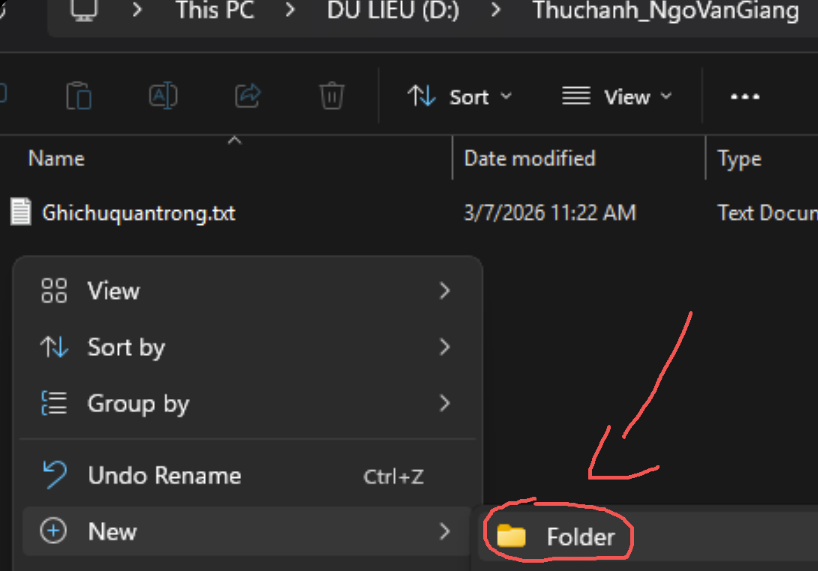 This PC > DU LIEU (D:) > Thuchanh_NgoVanGiang
Sort View ...
Name Date modified Type
Ghichuquantrong.txt 3/7/2026 11:22 AM Text
View
Sort by
Group by
Undo Rename Ctrl+Z
New Folder